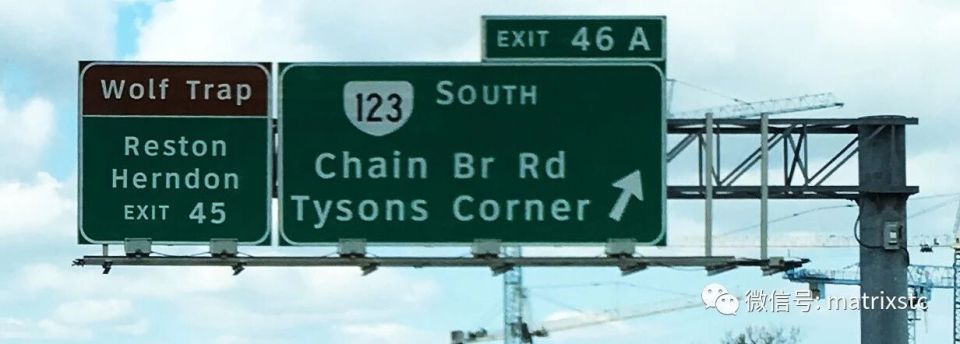 Wolf Trap
Reston
Herndon
EXIT 45
EXIT 46 A
123 SOUTH
Chain Br Rd
Tysons Corner
微信号: matrixstc